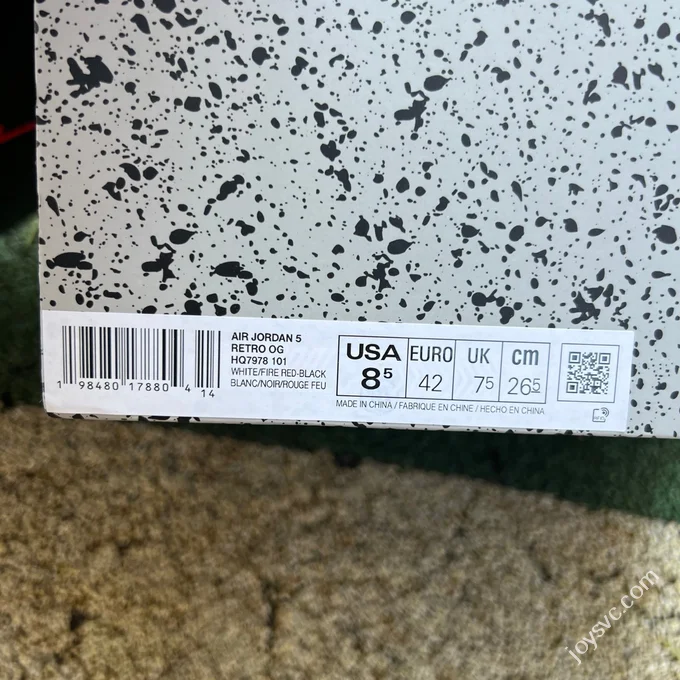 AIR JORDAN 5
RETRO OG
HQ7978 101
WHITE/FIRE RED-BLACK
BLANC/NOIR/ROUGE FEU
1 98480 17880 4 14
USA EURO UK cm
8⁵ 42 7⁵ 26⁵
MADE IN CHINA / FABRIQUÉ EN CHINE / HECHO EN CHINA
joysvc.com